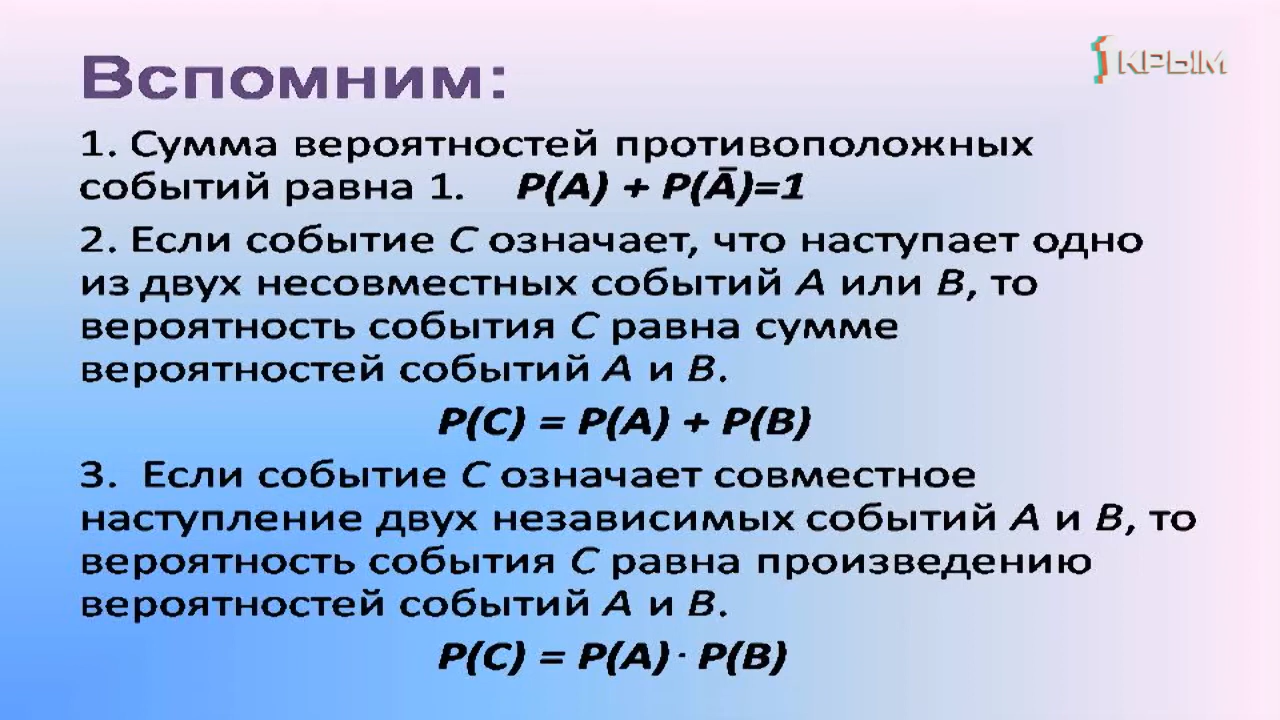 1 КРЫМ
Вспомним:
1. Сумма вероятностей противоположных
событий равна 1. P(A) + P(Ā)=1
2. Если событие C означает, что наступает одно
из двух несовместных событий A или B, то
вероятность события C равна сумме
вероятностей событий A и B.
P(C) = P(A) + P(B)
3. Если событие C означает совместное
наступление двух независимых событий A и B, то
вероятность события C равна произведению
вероятностей событий A и B.
P(C) = P(A) · P(B)